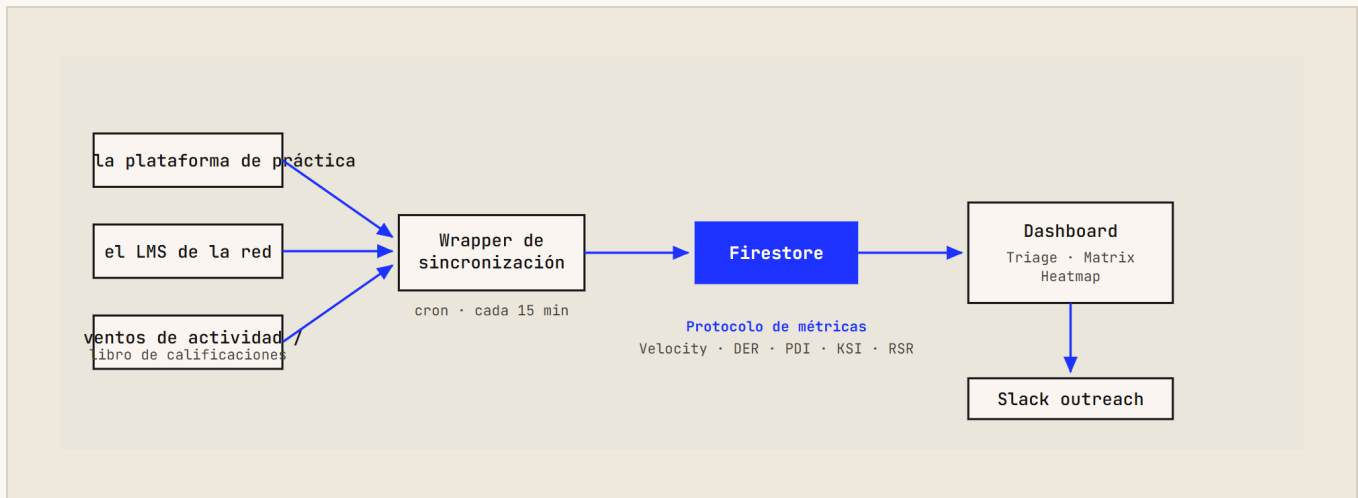 la plataforma de práctica
el LMS de la red
ventos de actividad /
libro de calificaciones
Wrapper de
sincronización
cron · cada 15 min
Firestore
Protocolo de métricas
Velocity · DER · PDI · KSI · RSR
Dashboard
Triage · Matrix
Heatmap
Slack outreach